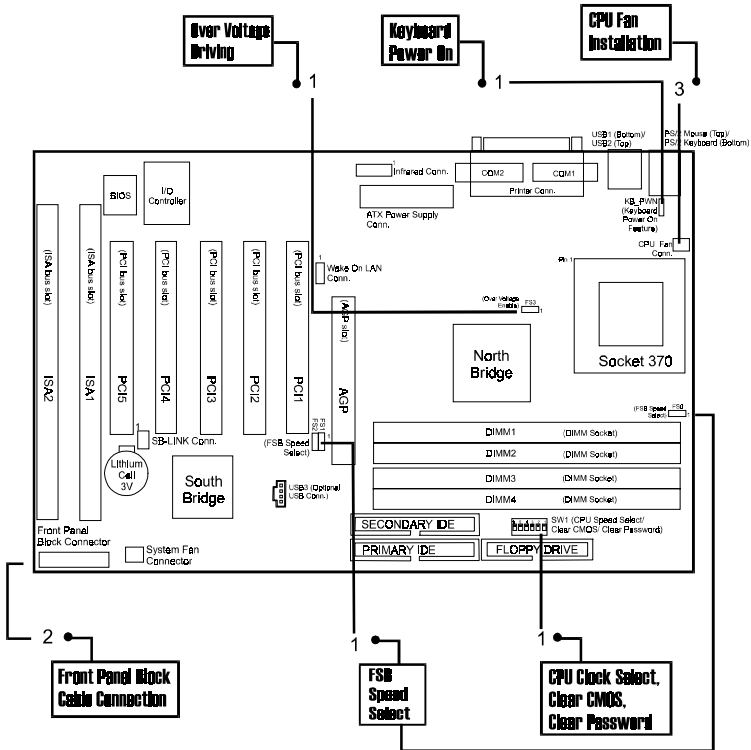 Over Voltage
Driving
Keyboard
Power On
CPU Fan
Installation
1
1
3
USB1 (Bottom)/
USB2 (Top)
PS/2 Mouse (Top)/
PS/2 Keyboard (Bottom)
BIOS
I/O
Controller
1
Infrared Conn.
COM2
COM1
Printer Conn.
ATX Power Supply
Conn.
KB_PWN
(Keyboard
Power On
Feature)
1
CPU Fan
Conn.
(ISA bus slot)
ISA2
(ISA bus slot)
ISA1
(PCI bus slot)
PCI5
(PCI bus slot)
PCI4
(PCI bus slot)
PCI3
(PCI bus slot)
PCI2
(PCI bus slot)
PCI1
1
Wake On LAN
Conn.
(AGP slot)
AGP
(Over Voltage
Enable)
FS3
1
Pin 1
Socket 370
North
Bridge
(FSB Speed
Select)
FS0
1
1
SB-LINK Conn.
(FSB Speed
Select)
FS2
FS1
1
DIMM1 (DIMM Socket)
DIMM2 (DIMM Socket)
DIMM3 (DIMM Socket)
DIMM4 (DIMM Socket)
Lithium
Cell
3V
South
Bridge
USB3 (Optional
USB Conn.)
SECONDARY IDE
PRIMARY IDE
FLOPPY DRIVE
SW1 (CPU Speed Select/
Clear CMOS/ Clear Password)
Front Panel
Block Connector
System Fan
Connector
2
1
1
Front Panel Block
Cable Connection
FSB
Speed
Select
CPU Clock Select,
Clear CMOS,
Clear Password